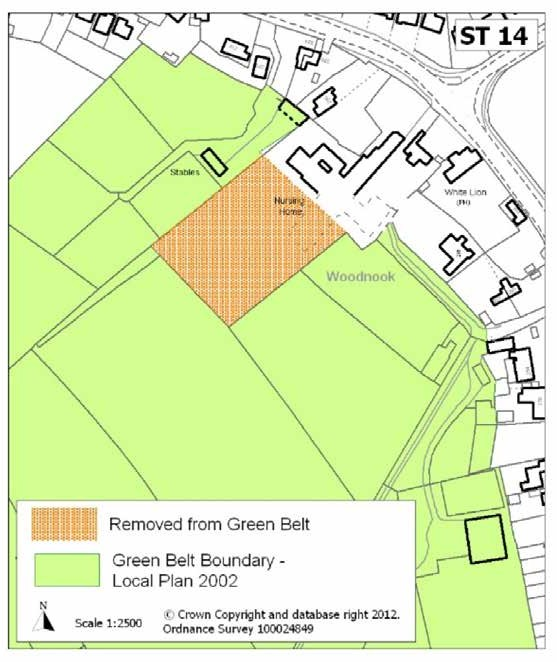 ST 14
Stables
Nursing
Home
White Lion
(PH)
Woodnook
Removed from Green Belt
Green Belt Boundary -
Local Plan 2002
N
Scale 1:2500
© Crown Copyright and database right 2012.
Ordnance Survey 100024849